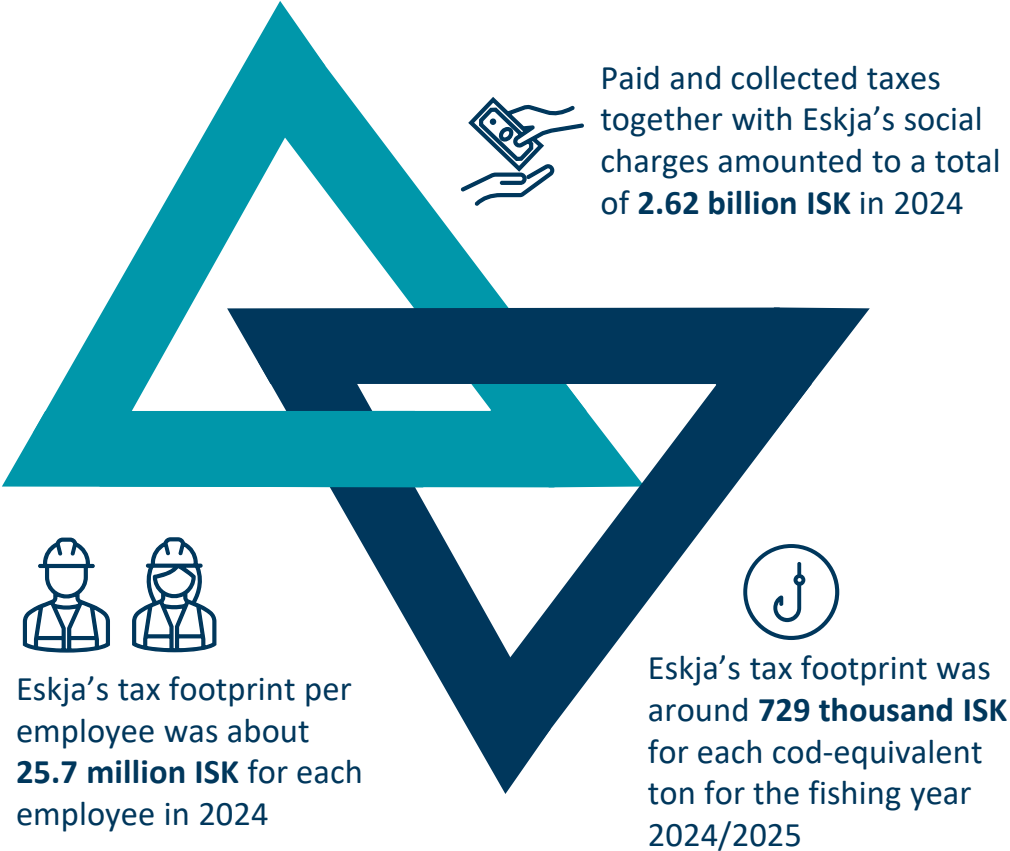 Paid and collected taxes
together with Eskja’s social
charges amounted to a total
of 2.62 billion ISK in 2024
Eskja’s tax footprint per
employee was about
25.7 million ISK for each
employee in 2024
Eskja’s tax footprint was
around 729 thousand ISK
for each cod-equivalent
ton for the fishing year
2024/2025